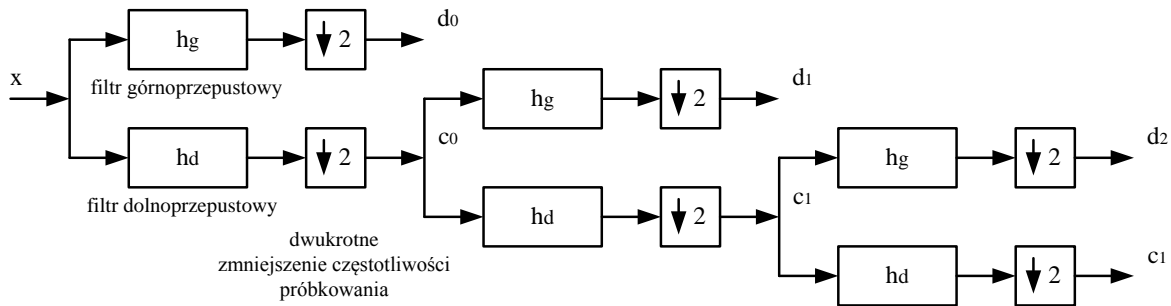 d0
hg
2
x
filtr górnoprzepustowy
d1
hg
2
c0
hd
2
d2
hg
2
filtr dolnoprzepustowy
hd
2
c1
dwukrotne
zmniejszenie częstotliwości
próbkowania
c1
hd
2